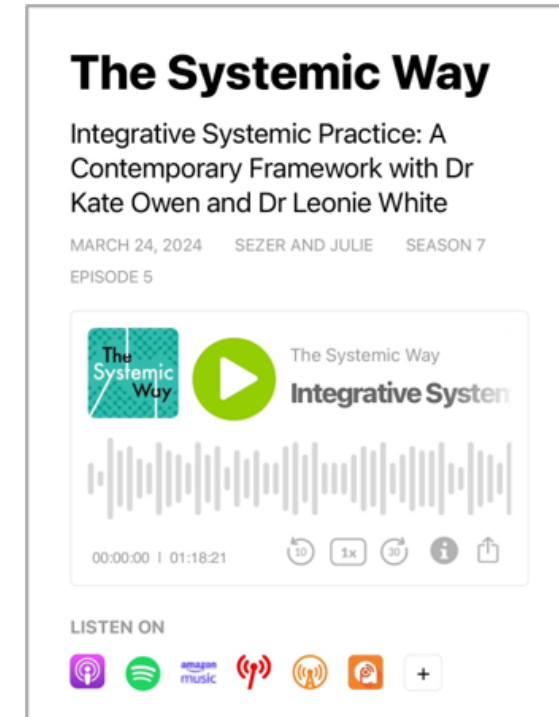 The Systemic Way
Integrative Systemic Practice: A
Contemporary Framework with Dr
Kate Owen and Dr Leonie White
MARCH 24, 2024 SEZER AND JULIE SEASON 7
EPISODE 5
The
Systemic
Way
The Systemic Way
Integrative System
00:00:00 | 01:18:21
10
1x
30
i
LISTEN ON
amazon
music
+